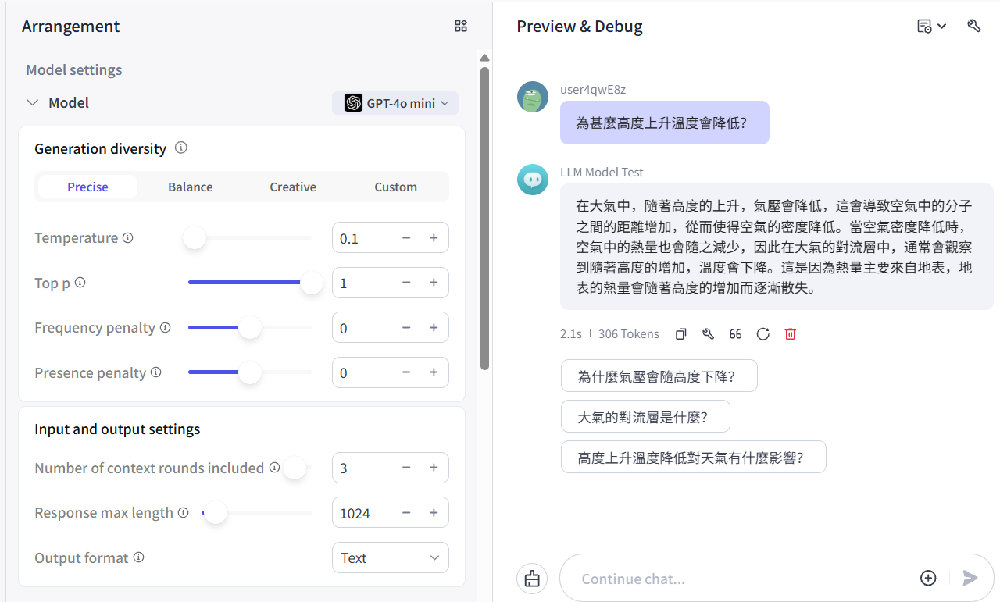 Arrangement
Model settings
Model
GPT-4o mini
Generation diversity
Precise
Balance
Creative
Custom
Temperature
0.1
Top p
1
Frequency penalty
0
Presence penalty
0
Input and output settings
Number of context rounds included
3
Response max length
1024
Output format
Text
Preview & Debug
user4qwE8z
為甚麼高度上升溫度會降低?
LLM Model Test
在大氣中，隨著高度的上升，氣壓會降低，這會導致空氣中的分子
之間的距離增加，從而使得空氣的密度降低。當空氣密度降低時，
空氣中的熱量也會隨之減少，因此在大氣的對流層中，通常會觀察
到隨著高度的增加，溫度會下降。這是因為熱量主要來自地表，地
表的熱量會隨著高度的增加而逐漸散失。
2.1s
306 Tokens
為什麼氣壓會隨高度下降?
大氣的對流層是什麼?
高度上升溫度降低對天氣有什麼影響?
Continue chat...